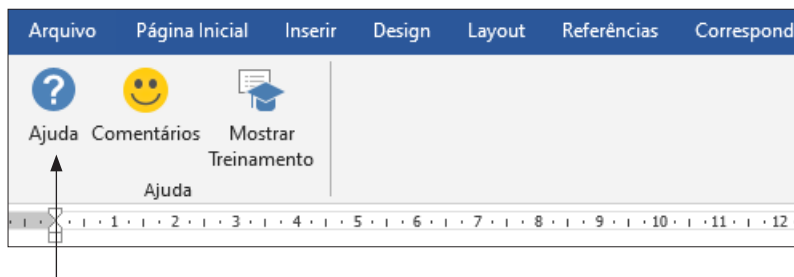 Arquivo Página Inicial Inserir Design Layout Referências Correspond
Ajuda Comentários Mostrar
Treinamento
Ajuda
1 2 3 4 5 6 7 8 9 10 11 12